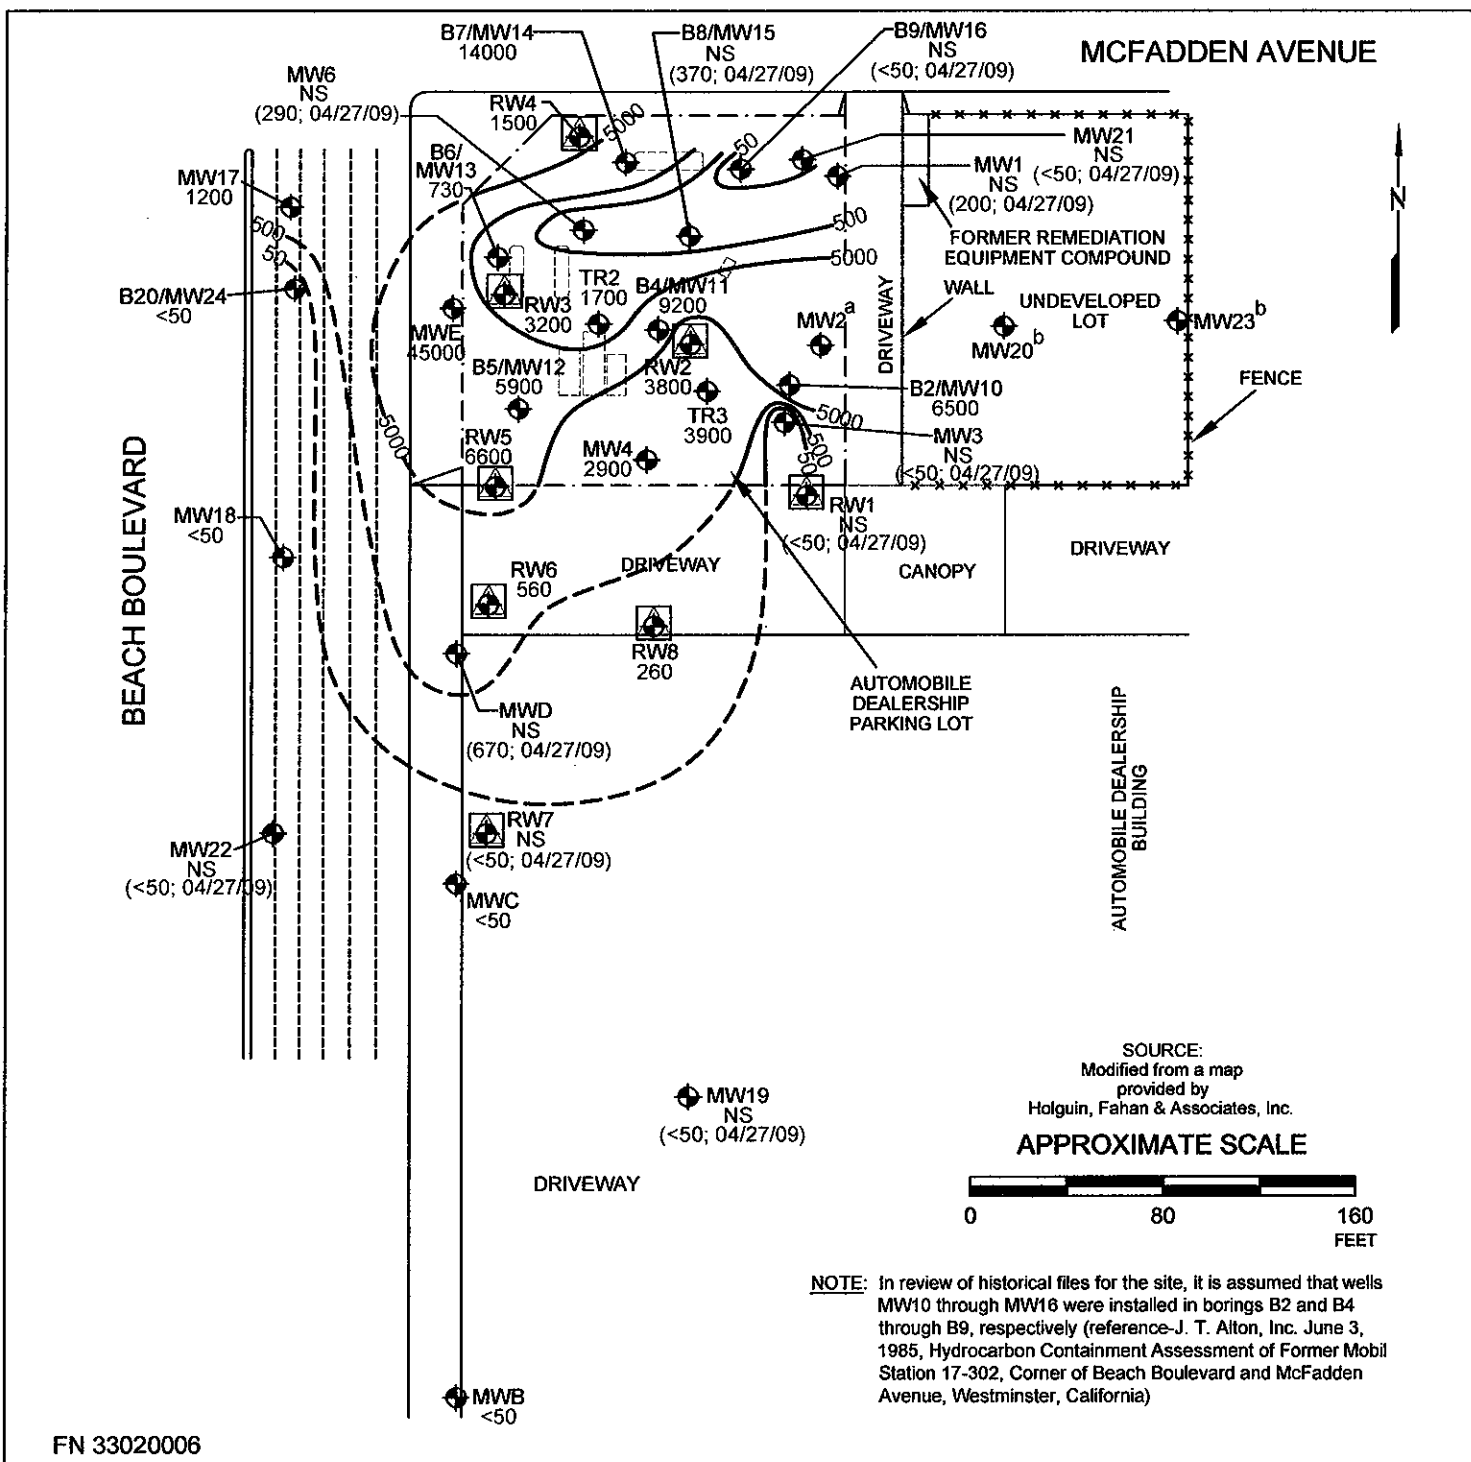 B7/MW14
14000
B8/MW15
NS
(370; 04/27/09)
B9/MW16
NS
(<50; 04/27/09)
MCFADDEN AVENUE
MW6
NS
(290; 04/27/09)
RW4
1500
5000
50
MW21
NS
(<50; 04/27/09)
MW1
NS
(200; 04/27/09)
N
B6/
MW13
730
MW17
1200
500
50
500
5000
FORMER REMEDIATION
EQUIPMENT COMPOUND
WALL
UNDEVELOPED
LOT
B20/MW24
<50
MWE
45000
RW3
3200
TR2
1700
B4/MW11
9200
MW2a
DRIVEWAY
MW20b
MW23b
B5/MW12
5900
RW2
3800
B2/MW10
6500
FENCE
5000
TR3
3900
5000
500
50
MW3
NS
(<50; 04/27/09)
RW5
6600
MW4
2900
BEACH BOULEVARD
RW1
NS
(<50; 04/27/09)
MW18
<50
RW6
560
DRIVEWAY
CANOPY
DRIVEWAY
RW8
260
AUTOMOBILE
DEALERSHIP
PARKING LOT
MWD
NS
(670; 04/27/09)
AUTOMOBILE DEALERSHIP
BUILDING
RW7
NS
(<50; 04/27/09)
MW22
NS
(<50; 04/27/09)
MWC
<50
MW19
NS
(<50; 04/27/09)
SOURCE:
Modified from a map
provided by
Holguin, Fahan & Associates, Inc.
APPROXIMATE SCALE
0 80 160
FEET
DRIVEWAY
NOTE: In review of historical files for the site, it is assumed that wells
MW10 through MW16 were installed in borings B2 and B4
through B9, respectively (reference-J. T. Alton, Inc. June 3,
1985, Hydrocarbon Containment Assessment of Former Mobil
Station 17-302, Corner of Beach Boulevard and McFadden
Avenue, Westminster, California)
MWB
<50
FN 33020006